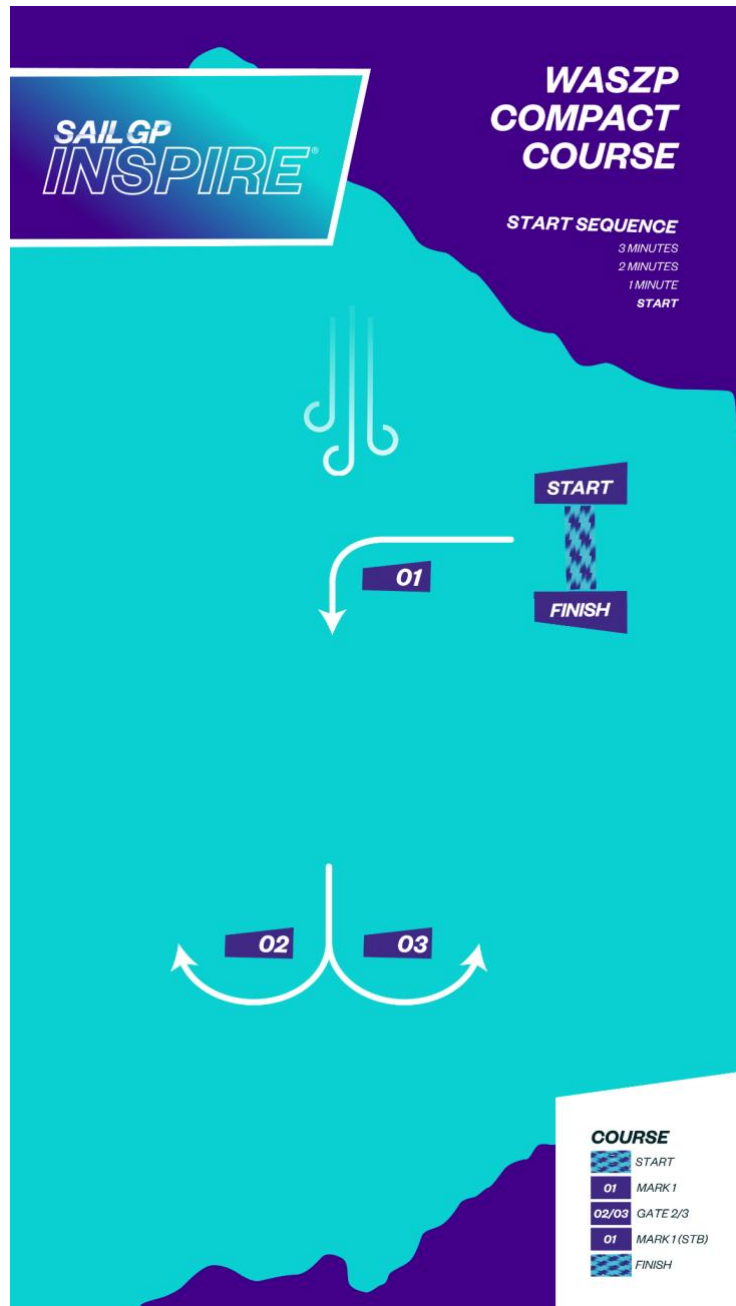 SAIL GP
INSPIRE®
WASZP
COMPACT
COURSE
START SEQUENCE
3 MINUTES
2 MINUTES
1 MINUTE
START
START
01
FINISH
02
03
COURSE
START
01 MARK 1
02/03 GATE 2/3
01 MARK 1 (STB)
FINISH